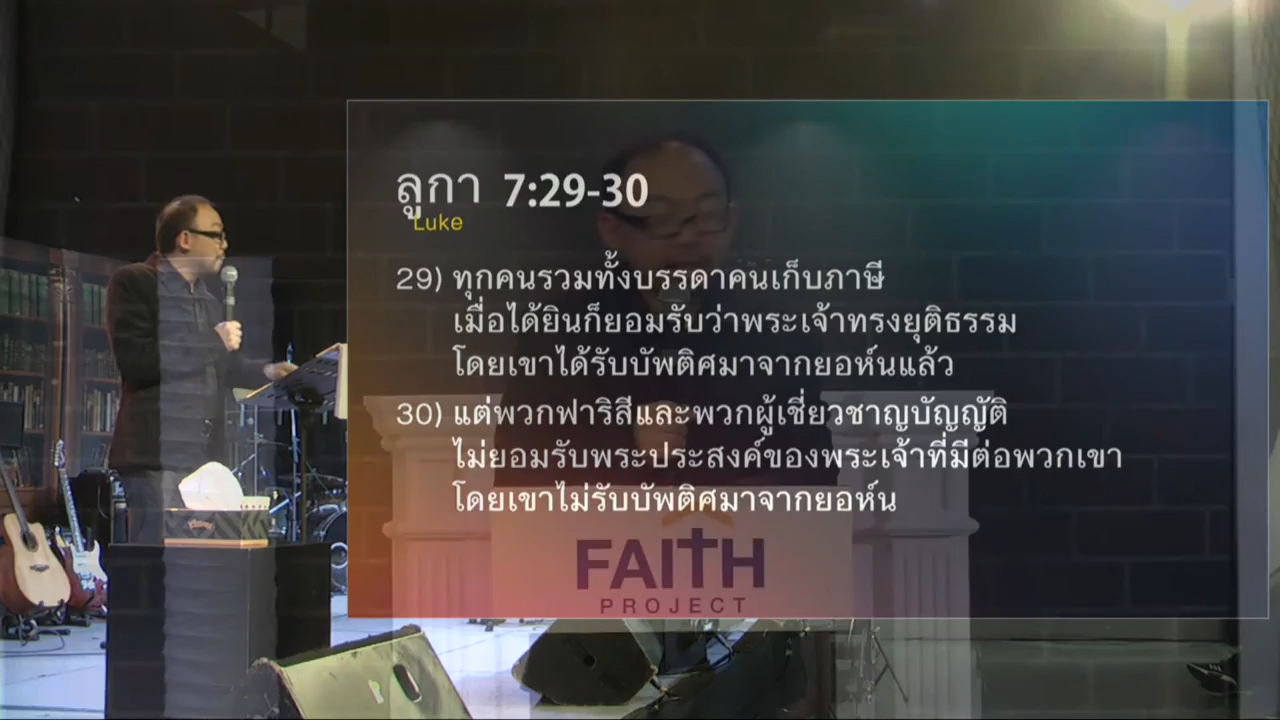 ลูกา 7:29-30
Luke
29) ทุกคนรวมทั้งบรรดาคนเก็บภาษี
เมื่อได้ยินก็ยอมรับว่าพระเจ้าทรงยุติธรรม
โดยเขาได้รับบัพติศมาจากยอห์นแล้ว
30) แต่พวกฟาริสีและพวกผู้เชี่ยวชาญบัญญัติ
ไม่ยอมรับพระประสงค์ของพระเจ้าที่มีต่อพวกเขา
โดยเขาไม่รับบัพติศมาจากยอห์น
FAITH
PROJECT